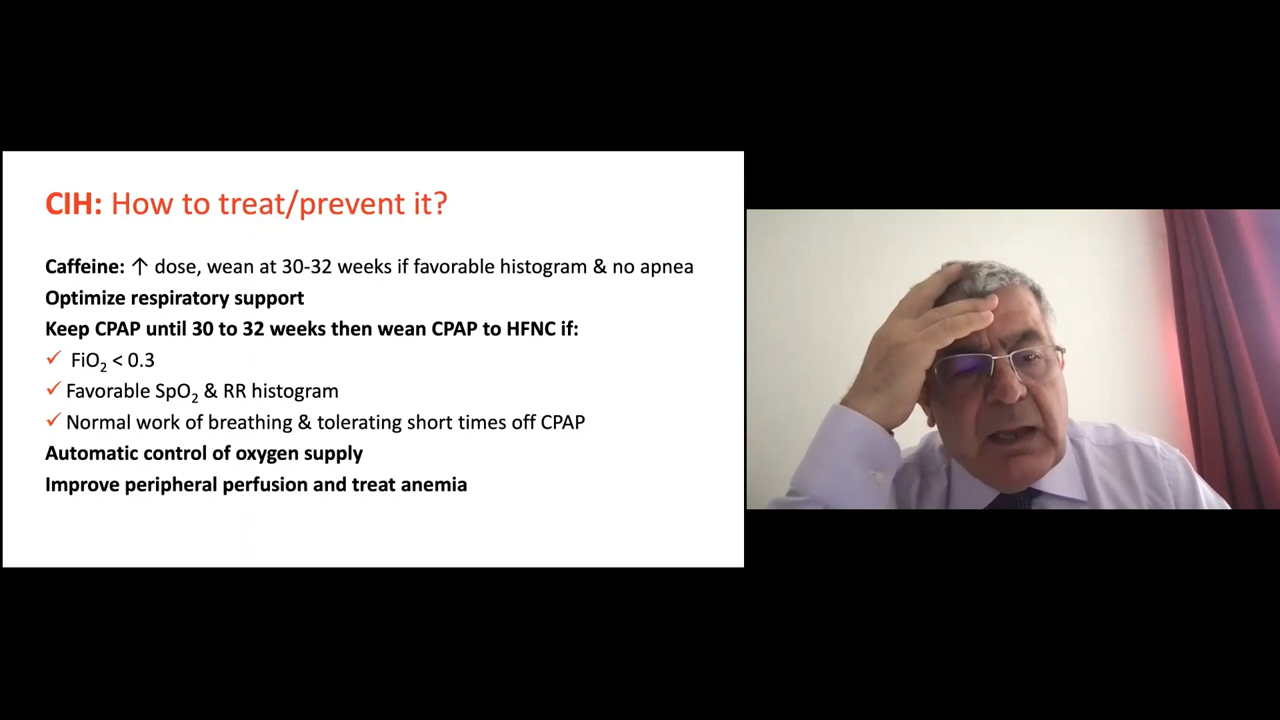 CIH: How to treat/prevent it?
Caffeine: ↑ dose, wean at 30-32 weeks if favorable histogram & no apnea
Optimize respiratory support
Keep CPAP until 30 to 32 weeks then wean CPAP to HFNC if:
✓ FiO₂ < 0.3
✓ Favorable SpO₂ & RR histogram
✓ Normal work of breathing & tolerating short times off CPAP
Automatic control of oxygen supply
Improve peripheral perfusion and treat anemia